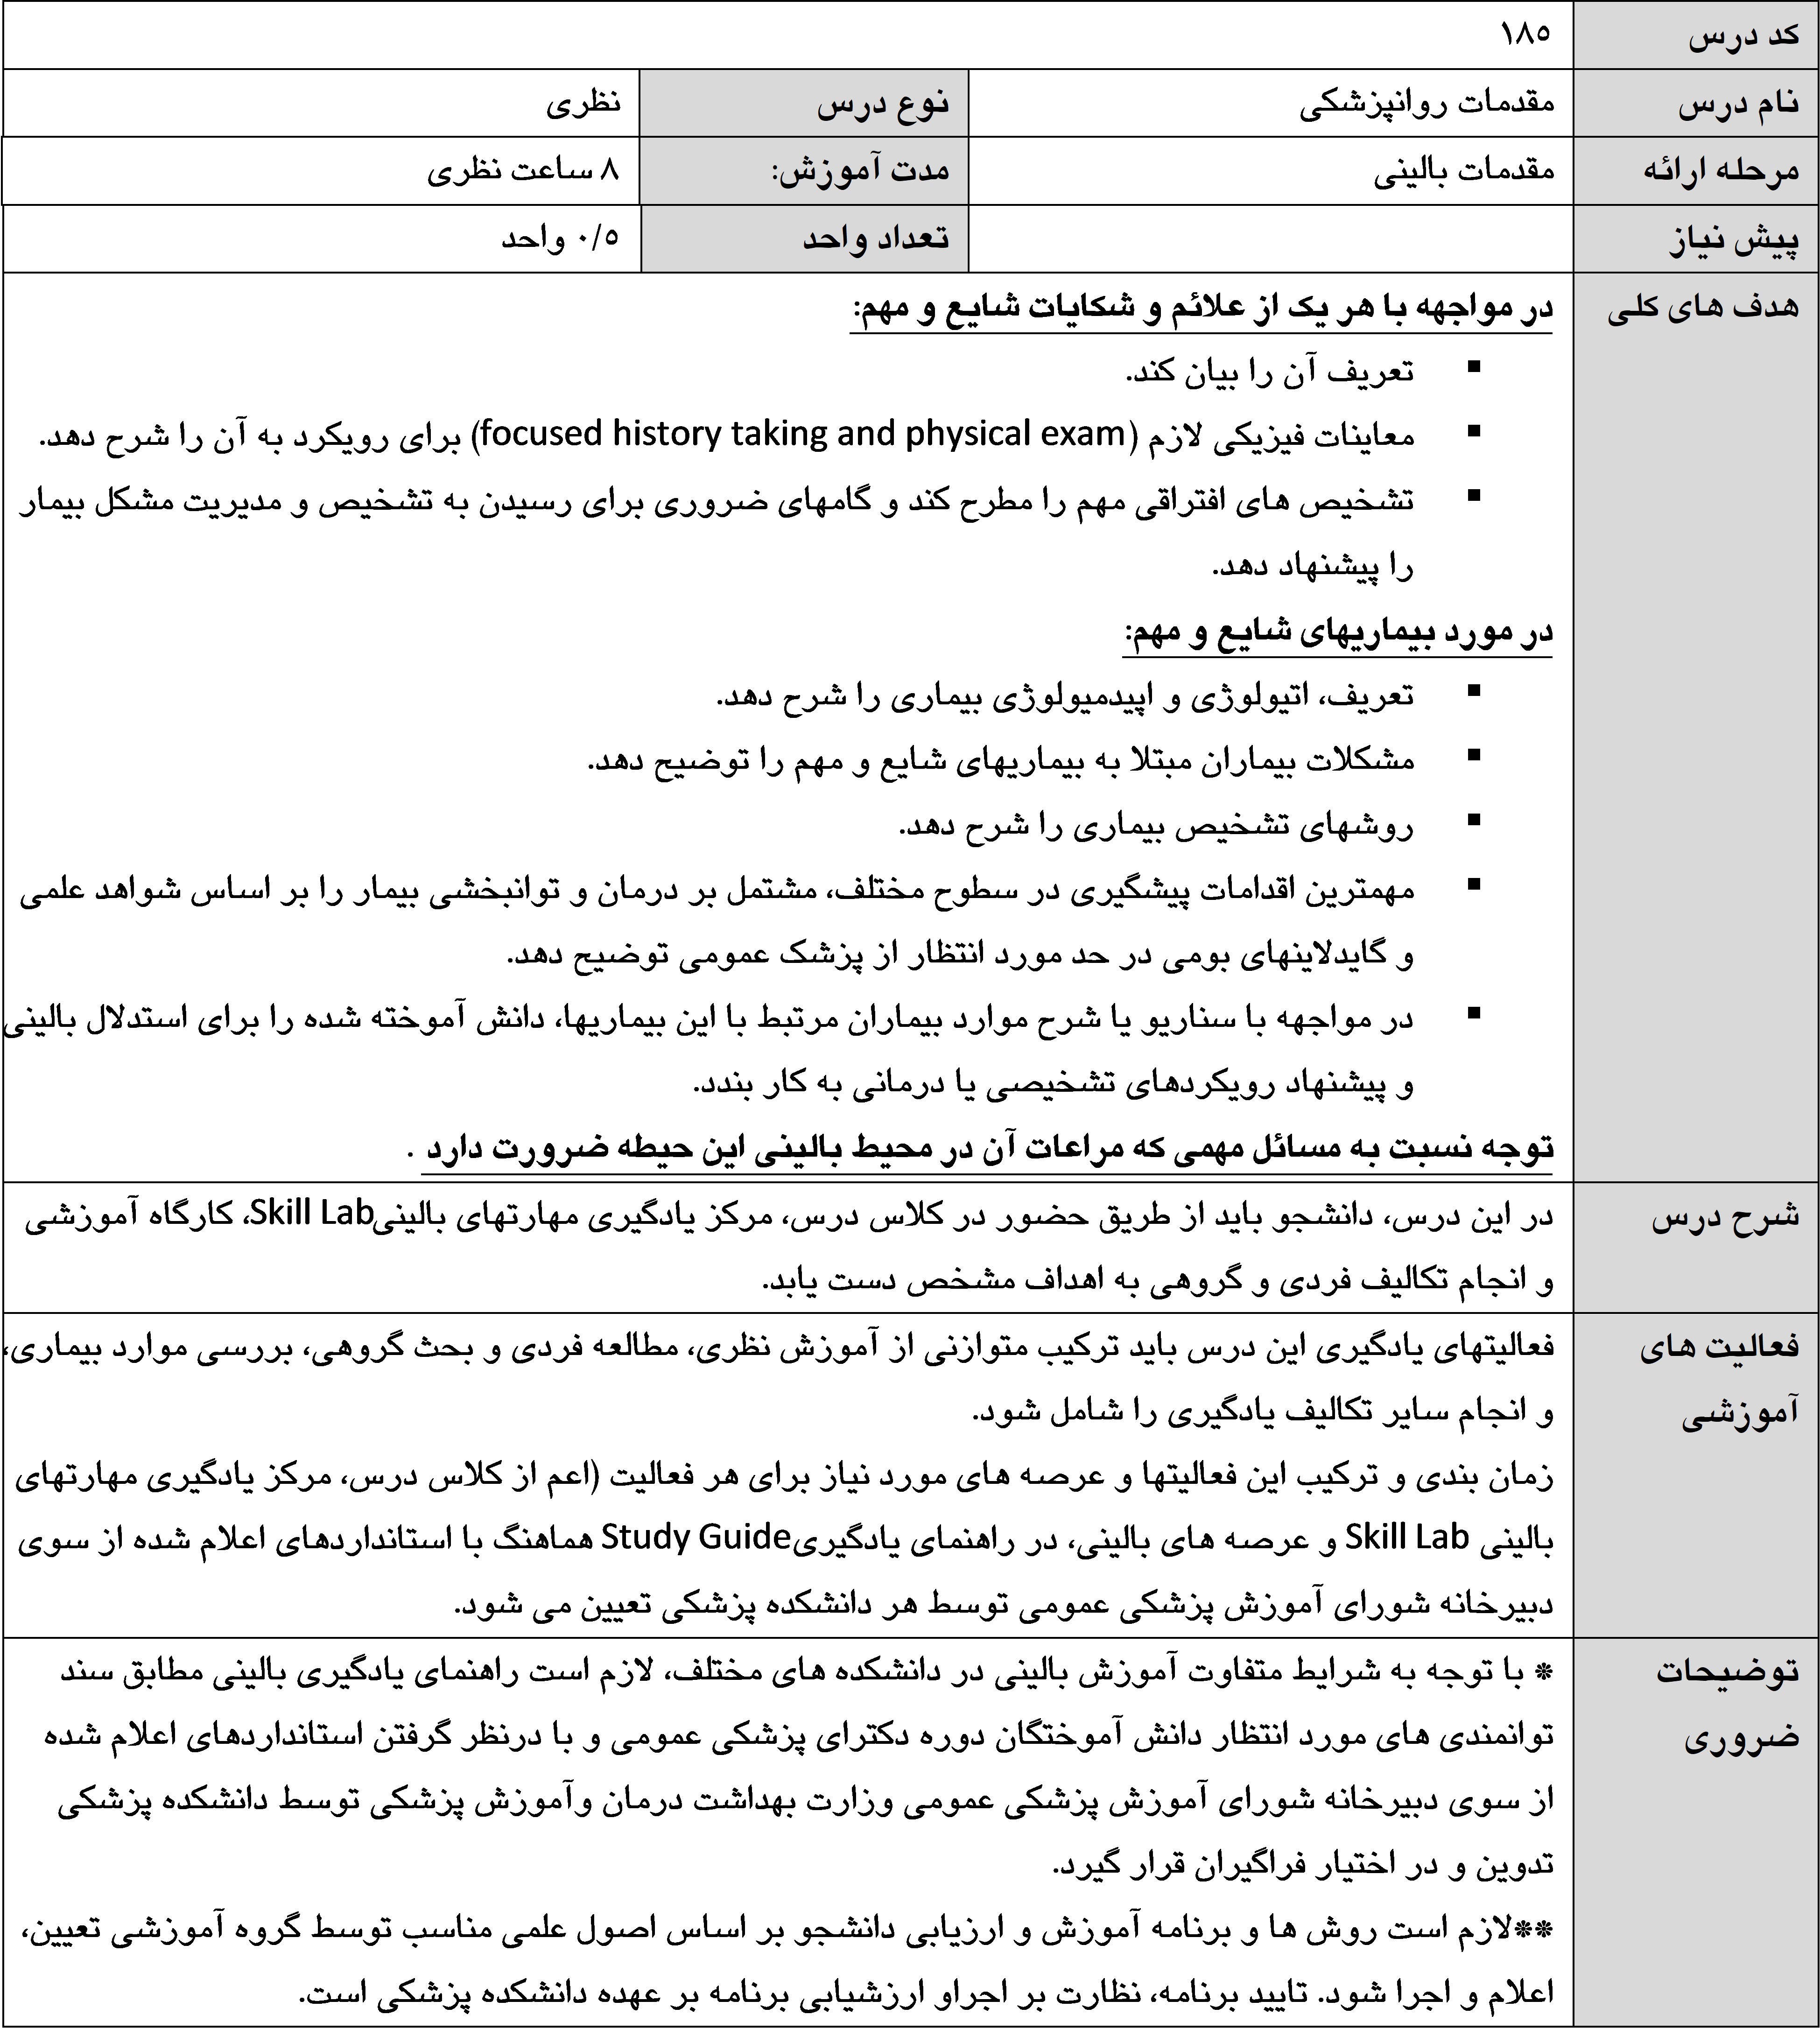 کد درس ۱۸۵
نام درس مقدمات روانپزشکی نوع درس نظری
مرحله ارائه مقدمات بالینی مدت آموزش: ۸ ساعت نظری
پیش نیاز تعداد واحد ۰/۵ واحد
هدف های کلی در مواجهه با هر یک از علائم و شکایات شایع و مهم:
▪ تعریف آن را بیان کند.
▪ معاینات فیزیکی لازم (focused history taking and physical exam) برای رویکرد به آن را شرح دهد.
▪ تشخیص های افتراقی مهم را مطرح کند و گامهای ضروری برای رسیدن به تشخیص و مدیریت مشکل بیمار
را پیشنهاد دهد.
در مورد بیماریهای شایع و مهم:
▪ تعریف، اتیولوژی و اپیدمیولوژی بیماری را شرح دهد.
▪ مشکلات بیماران مبتلا به بیماریهای شایع و مهم را توضیح دهد.
▪ روشهای تشخیص بیماری را شرح دهد.
▪ مهمترین اقدامات پیشگیری در سطوح مختلف، مشتمل بر درمان و توانبخشی بیمار را بر اساس شواهد علمی
و گایدلاینهای بومی در حد مورد انتظار از پزشک عمومی توضیح دهد.
▪ در مواجهه با سناریو یا شرح موارد بیماران مرتبط با این بیماریها، دانش آموخته شده را برای استدلال بالینی
و پیشنهاد رویکردهای تشخیصی یا درمانی به کار بندد.
توجه نسبت به مسائل مهمی که مراعات آن در محیط بالینی این حیطه ضرورت دارد .
شرح درس در این درس، دانشجو باید از طریق حضور در کلاس درس، مرکز یادگیری مهارتهای بالینیSkill Lab، کارگاه آموزشی
و انجام تکالیف فردی و گروهی به اهداف مشخص دست یابد.
فعالیت های فعالیتهای یادگیری این درس باید ترکیب متوازنی از آموزش نظری، مطالعه فردی و بحث گروهی، بررسی موارد بیماری،
آموزشی و انجام سایر تکالیف یادگیری را شامل شود.
زمان بندی و ترکیب این فعالیتها و عرصه های مورد نیاز برای هر فعالیت (اعم از کلاس درس، مرکز یادگیری مهارتهای
بالینی Skill Lab و عرصه های بالینی، در راهنمای یادگیریStudy Guide هماهنگ با استانداردهای اعلام شده از سوی
دبیرخانه شورای آموزش پزشکی عمومی توسط هر دانشکده پزشکی تعیین می شود.
توضیحات * با توجه به شرایط متفاوت آموزش بالینی در دانشکده های مختلف، لازم است راهنمای یادگیری بالینی مطابق سند
ضروری توانمندی های مورد انتظار دانش آموختگان دوره دکترای پزشکی عمومی و با درنظر گرفتن استانداردهای اعلام شده
از سوی دبیرخانه شورای آموزش پزشکی عمومی وزارت بهداشت درمان وآموزش پزشکی توسط دانشکده پزشکی
تدوین و در اختیار فراگیران قرار گیرد.
**لازم است روش ها و برنامه آموزش و ارزیابی دانشجو بر اساس اصول علمی مناسب توسط گروه آموزشی تعیین،
اعلام و اجرا شود. تایید برنامه، نظارت بر اجراو ارزشیابی برنامه بر عهده دانشکده پزشکی است.